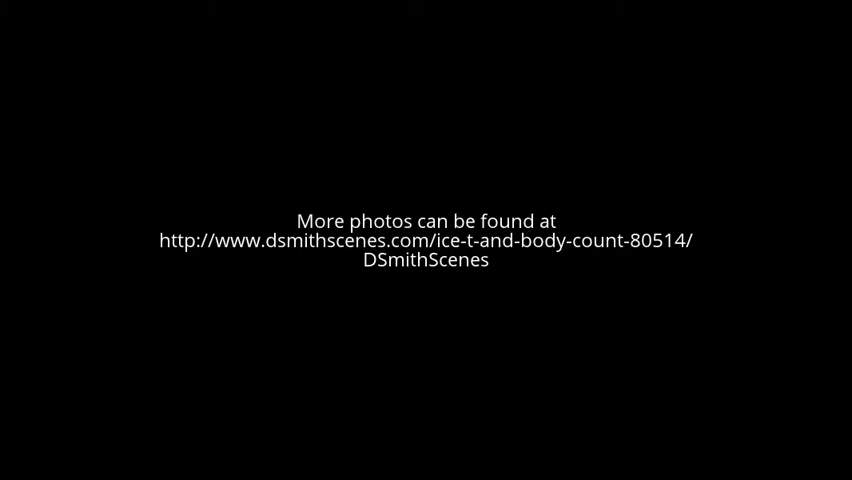 More photos can be found at
http://www.dsmithscenes.com/ice-t-and-body-count-80514/
DSmithScenes